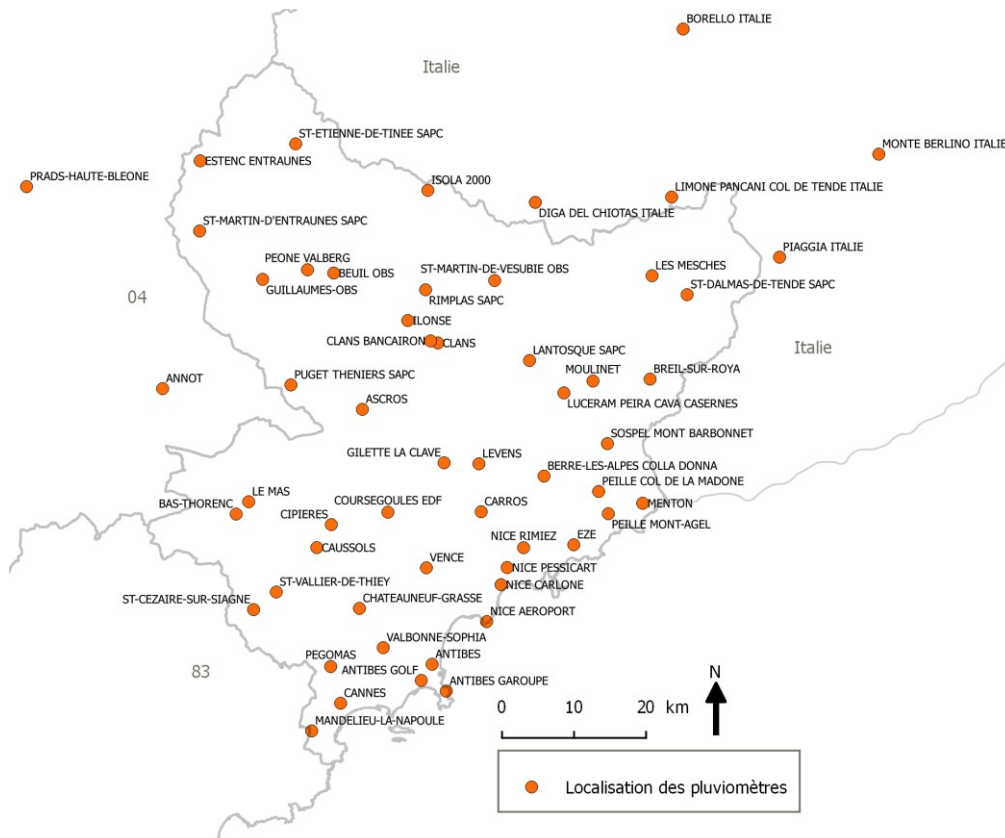 BORELLO ITALIE
Italie
ST-ETIENNE-DE-TINEE SAPC
MONTE BERLINO ITALIE
ESTENC ENTRAUNES
PRADS-HAUTE-BLEONE
ISOLA 2000
LIMONE PANCANI COL DE TENDE ITALIE
DIGA DEL CHIOTAS ITALIE
ST-MARTIN-D'ENTRAUNES SAPC
PIAGGIA ITALIE
PEONE VALBERG
ST-MARTIN-DE-VESUBIE OBS
BEUIL OBS
LES MESCHES
GUILLAUMES-OBS
ST-DALMAS-DE-TENDE SAPC
04
RIMPLAS SAPC
ILONSE
CLANS BANCAIRON
CLANS
Italie
LANTOSQUE SAPC
MOULINET
BREIL-SUR-ROYA
ANNOT
PUGET THENIERS SAPC
ASCROS
LUCERAM PEIRA CAVA CASERNES
SOSPEL MONT BARBONNET
GILETTE LA CLAVE
LEVENS
BERRE-LES-ALPES COLLA DONNA
PEILLE COL DE LA MADONE
LE MAS
BAS-THORENC
COURSEGOULES EDF
CARROS
MENTON
CIPIERES
PEILLE MONT-AGEL
NICE RIMIEZ
EZE
CAUSSOLS
VENCE
NICE PESSICART
ST-VALLIER-DE-THIEY
NICE CARLONE
ST-CEZAIRE-SUR-SIAGNE
CHATEAUNEUF-GRASSE
NICE AEROPORT
VALBONNE-SOPHIA
PEGOMAS
ANTIBES
83
ANTIBES GOLF
ANTIBES GAROUPE
N
CANNES
0 10 20 km
MANDELIEU-LA-NAPOULE
Localisation des pluviomètres